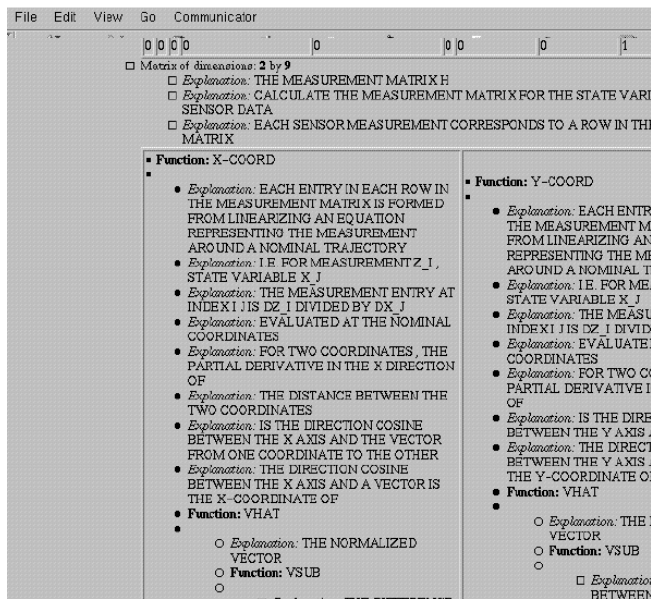 File Edit View Go Communicator
0 0 0 0 0 0 0 0 1
Matrix of dimensions: 2 by 9
Explanation: THE MEASUREMENT MATRIX H
Explanation: CALCULATE THE MEASUREMENT MATRIX FOR THE STATE VARI
SENSOR DATA
Explanation: EACH SENSOR MEASUREMENT CORRESPONDS TO A ROW IN THE
MATRIX
Function: X-COORD
Explanation: EACH ENTRY IN EACH ROW IN
THE MEASUREMENT MATRIX IS FORMED
FROM LINEARIZING AN EQUATION
REPRESENTING THE MEASUREMENT
AROUND A NOMINAL TRAJECTORY
Explanation: I.E. FOR MEASUREMENT Z_I ,
STATE VARIABLE X_J
Explanation: THE MEASUREMENT ENTRY AT
INDEX I J IS DZ_I DIVIDED BY DX_J
Explanation: EVALUATED AT THE NOMINAL
COORDINATES
Explanation: FOR TWO COORDINATES , THE
PARTIAL DERIVATIVE IN THE X DIRECTION
OF
Explanation: THE DISTANCE BETWEEN THE
TWO COORDINATES
Explanation: IS THE DIRECTION COSINE
BETWEEN THE X AXIS AND THE VECTOR
FROM ONE COORDINATE TO THE OTHER
Explanation: THE DIRECTION COSINE
BETWEEN THE X AXIS AND A VECTOR IS
THE X-COORDINATE OF
Function: VHAT
Explanation: THE NORMALIZED
VECTOR
Function: VSUB
Function: Y-COORD
Explanation: EACH ENTR
THE MEASUREMENT M
FROM LINEARIZING AN
REPRESENTING THE ME
AROUND A NOMINAL T
Explanation: I.E. FOR MEA
STATE VARIABLE X_J
Explanation: THE MEASU
INDEX I J IS DZ_I DIVID
Explanation: EVALUATE
COORDINATES
Explanation: FOR TWO CO
PARTIAL DERIVATIVE I
OF
Explanation: IS THE DIRE
BETWEEN THE Y AXIS
Explanation: THE DIRECT
BETWEEN THE Y AXIS
THE Y-COORDINATE O
Function: VHAT
Explanation: THE
VECTOR
Function: VSUB
Explanation
BETWEEN